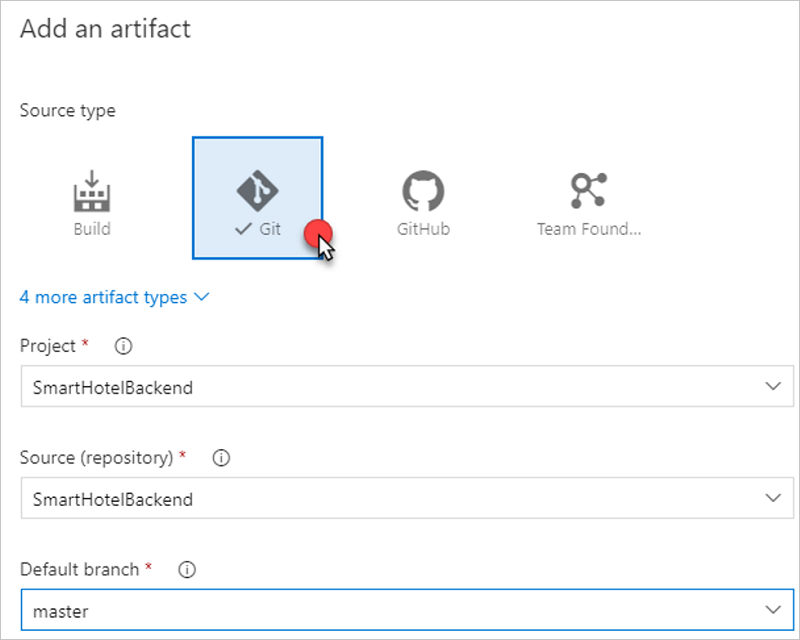 Add an artifact
Source type
Build
Git
GitHub
Team Found...
4 more artifact types
Project *
SmartHotelBackend
Source (repository) *
SmartHotelBackend
Default branch *
master